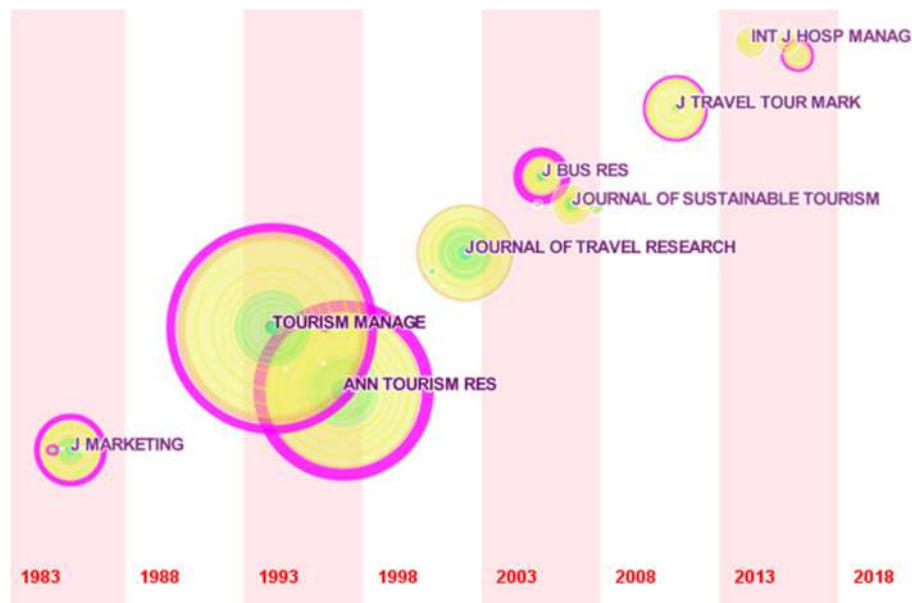 INT J HOSP MANAG
J TRAVEL TOUR MARK
J BUS RES
JOURNAL OF SUSTAINABLE TOURISM
JOURNAL OF TRAVEL RESEARCH
TOURISM MANAGE
ANN TOURISM RES
J MARKETING
1983 1988 1993 1998 2003 2008 2013 2018